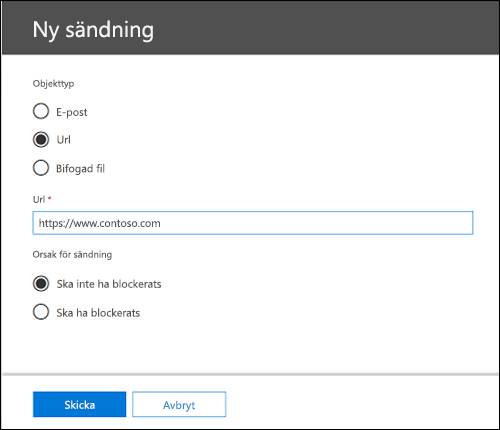 Ny sändning
Objekttyp
E-post
Url
Bifogad fil
Url *
https://www.contoso.com
Orsak för sändning
Ska inte ha blockerats
Ska ha blockerats
Skicka
Avbryt